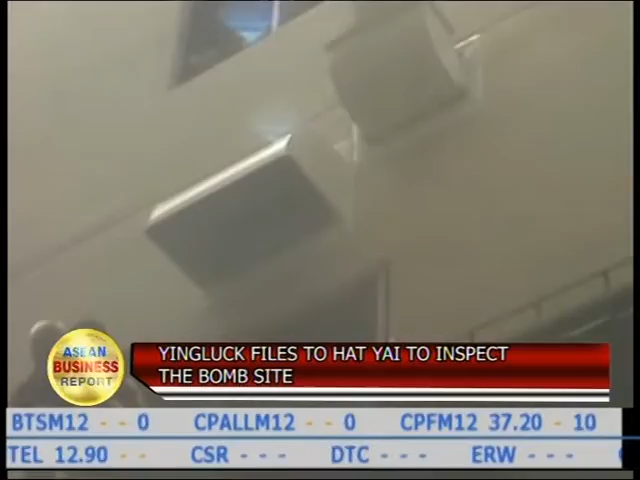 YINGLUCK FILES TO HAT YAI TO INSPECT
THE BOMB SITE
ASEAN
BUSINESS
REPORT
BTSM12 - - 0 CPALLM12 - - 0 CPFM12 37.20 - 10
TEL 12.90 - - CSR - - - DTC - - - ERW - - -